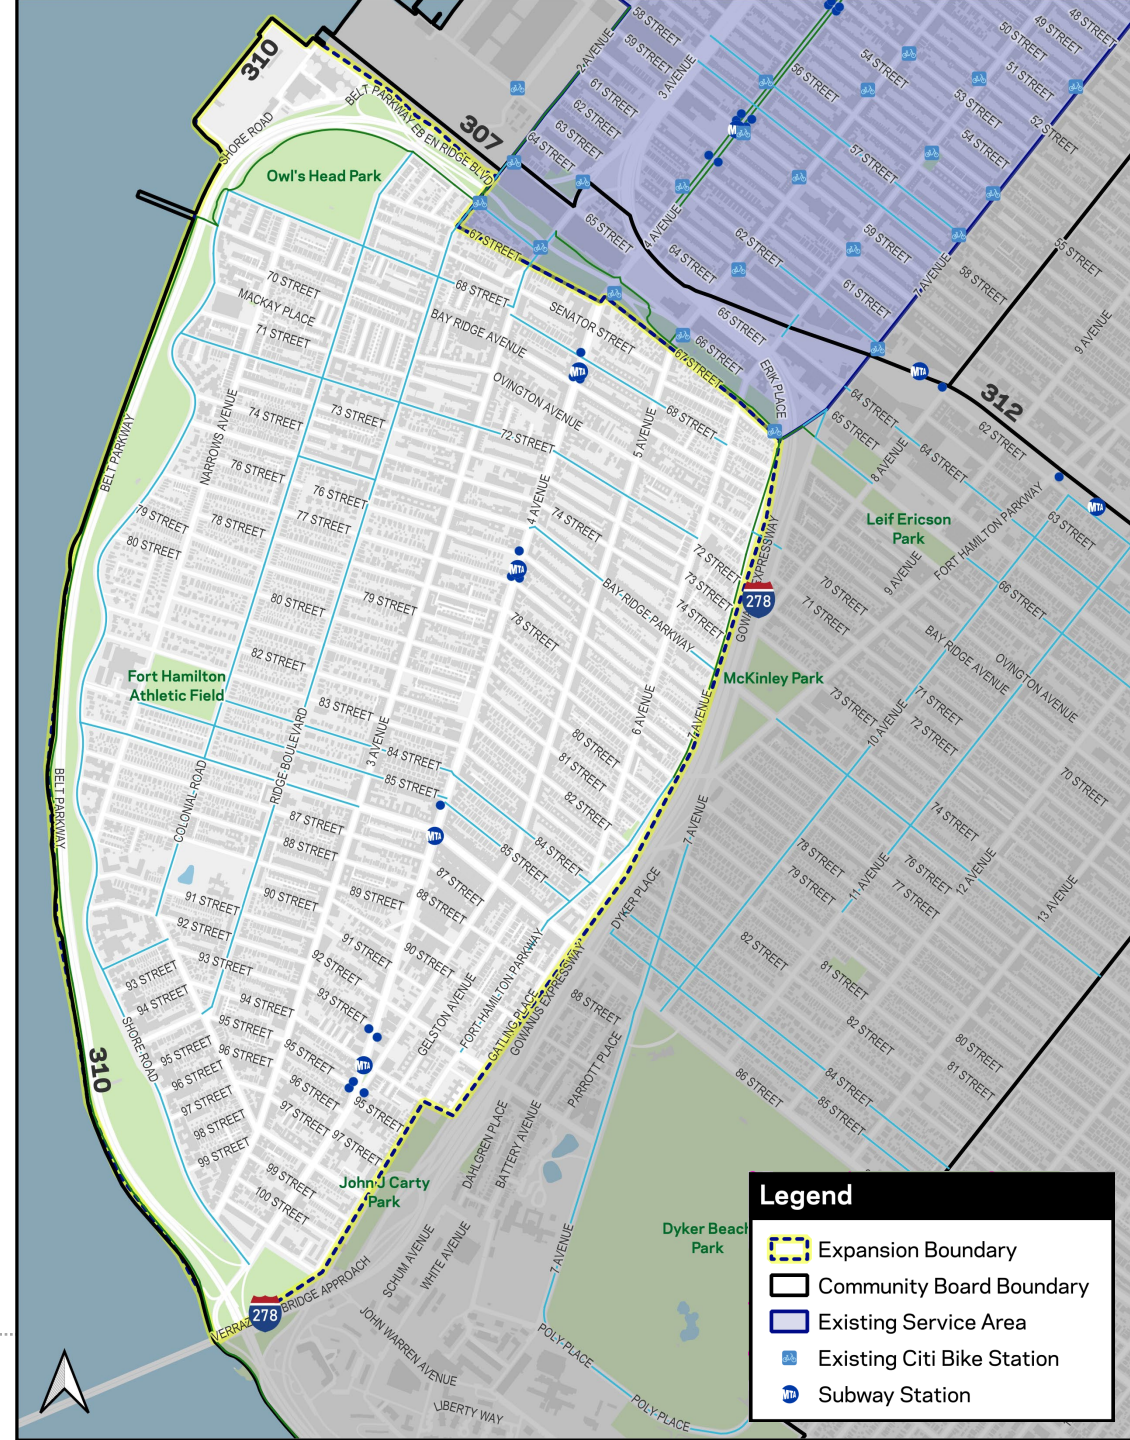 310
SHORE ROAD
BELT PARKWAY EB EN RIDGE BLVD
307
Owl's Head Park
58 STREET
59 STREET
2 AVENUE
3 AVENUE
61 STREET
62 STREET
63 STREET
64 STREET
48 STREET
49 STREET
50 STREET
51 STREET
52 STREET
53 STREET
54 STREET
54 STREET
56 STREET
57 STREET
M
4 AVENUE
65 STREET
64 STREET
62 STREET
59 STREET
61 STREET
7 AVENUE
58 STREET
55 STREET
9 AVENUE
67 STREET
65 STREET
66 STREET
67 STREET
ERIK PLACE
MTA
312
70 STREET
MACKAY PLACE
71 STREET
68 STREET
BAY RIDGE AVENUE
SENATOR STREET
MTA
OVINGTON AVENUE
5 AVENUE
68 STREET
64 STREET
65 STREET
64 STREET
62 STREET
8 AVENUE
NARROWS AVENUE
74 STREET
73 STREET
72 STREET
BELT PARKWAY
76 STREET
76 STREET
77 STREET
78 STREET
79 STREET
80 STREET
4 AVENUE
74 STREET
MTA
72 STREET
73 STREET
74 STREET
BAY RIDGE PARKWAY
278
Leif Ericson
Park
FORT HAMILTON PARKWAY
63 STREET
MTA
9 AVENUE
66 STREET
70 STREET
71 STREET
BAY RIDGE AVENUE
OVINGTON AVENUE
80 STREET
79 STREET
78 STREET
82 STREET
Fort Hamilton
Athletic Field
83 STREET
McKinley Park
73 STREET
71 STREET
72 STREET
10 AVENUE
6 AVENUE
7 AVENUE
80 STREET
81 STREET
82 STREET
3 AVENUE
84 STREET
85 STREET
RIDGE BOULEVARD
COLONIAL ROAD
BELT PARKWAY
87 STREET
88 STREET
MTA
84 STREET
85 STREET
7 AVENUE
70 STREET
74 STREET
76 STREET
77 STREET
78 STREET
79 STREET
11 AVENUE
12 AVENUE
13 AVENUE
91 STREET
90 STREET
89 STREET
87 STREET
88 STREET
DYKER PLACE
92 STREET
93 STREET
91 STREET
92 STREET
90 STREET
82 STREET
81 STREET
82 STREET
93 STREET
94 STREET
94 STREET
93 STREET
GELSTON AVENUE
FORT HAMILTON PARKWAY
GATLING PLACE
GOWANUS EXPRESSWAY
88 STREET
80 STREET
81 STREET
SHORE ROAD
95 STREET
95 STREET
96 STREET
95 STREET
MTA
96 STREET
96 STREET
95 STREET
97 STREET
97 STREET
97 STREET
98 STREET
99 STREET
99 STREET
100 STREET
310
PARROTT PLACE
DAHLGREN PLACE
BATTERY AVENUE
86 STREET
84 STREET
85 STREET
John J Carty
Park
Dyker Beach
Park
7 AVENUE
SCHUM AVENUE
WHITE AVENUE
BRIDGE APPROACH
278
JOHN WARREN AVENUE
LIBERTY WAY
POLY PLACE
POLY PLACE
Legend
Expansion Boundary
Community Board Boundary
Existing Service Area
Existing Citi Bike Station
MTA Subway Station